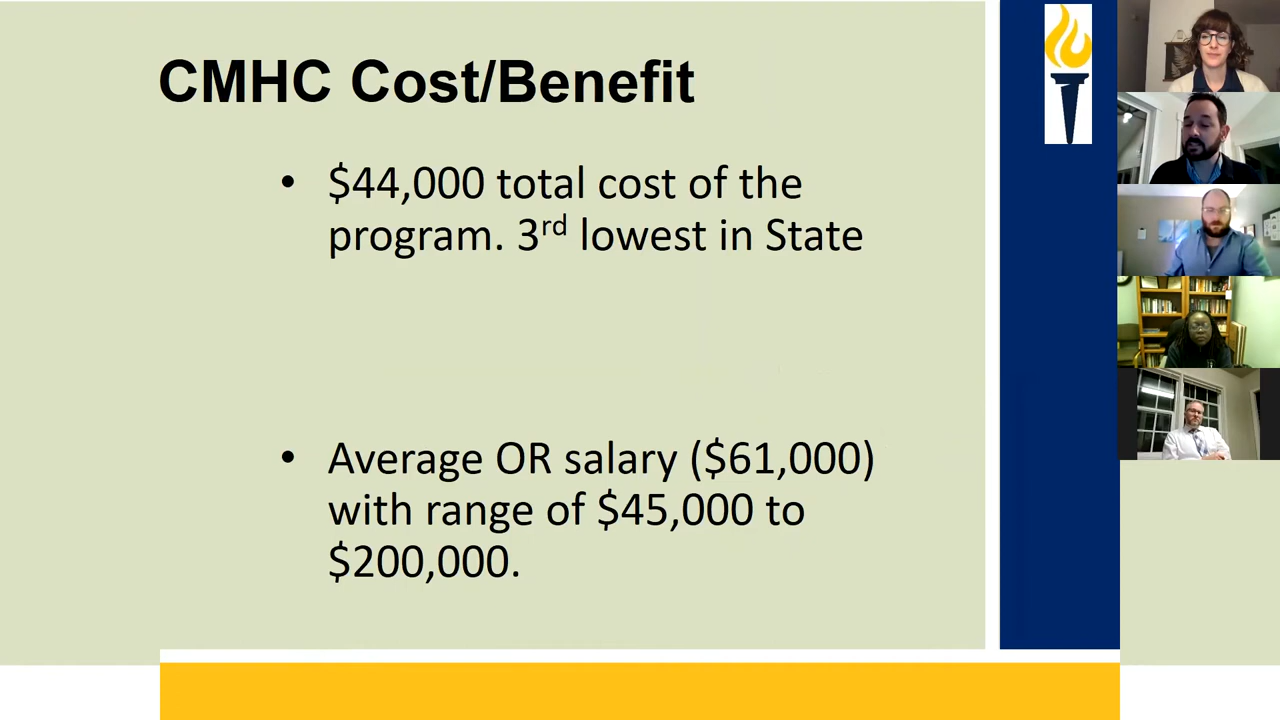 CMHC Cost/Benefit
• $44,000 total cost of the
program. 3rd lowest in State
• Average OR salary ($61,000)
with range of $45,000 to
$200,000.